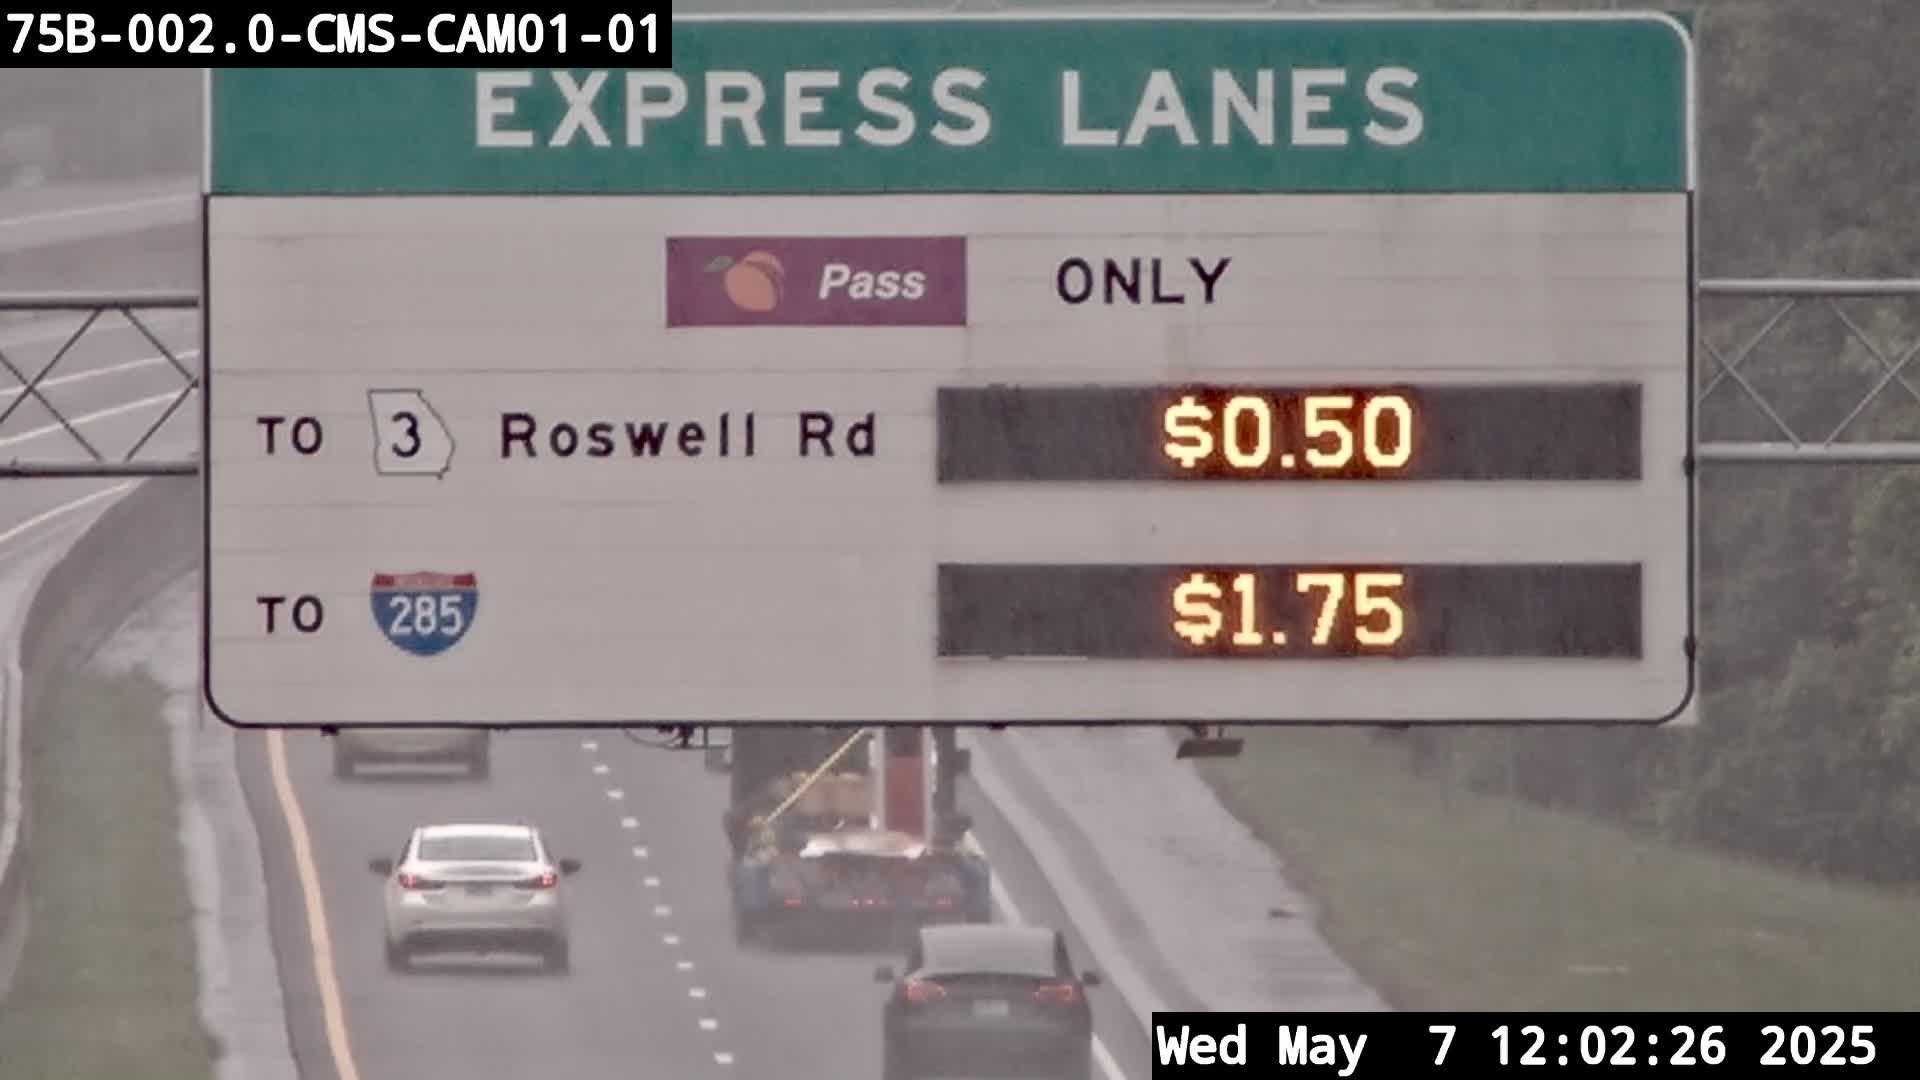 75B-002.0-CMS-CAM01-01
EXPRESS LANES
Pass ONLY
TO 3 Roswell Rd $0.50
TO 285 $1.75
Wed May 7 12:02:26 2025